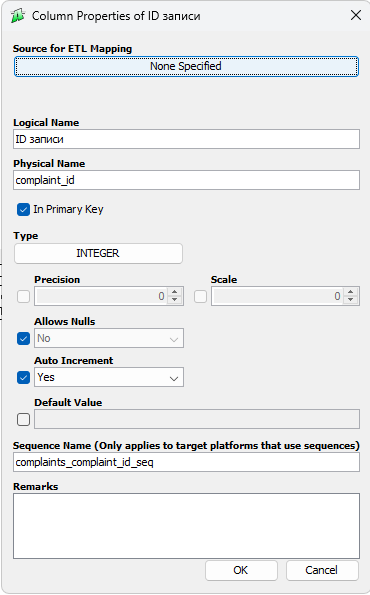 Column Properties of ID записи
Source for ETL Mapping
None Specified
Logical Name
ID записи
Physical Name
complaint_id
In Primary Key
Type
INTEGER
Precision
Scale
0
0
Allows Nulls
No
Auto Increment
Yes
Default Value
Sequence Name (Only applies to target platforms that use sequences)
complaints_complaint_id_seq
Remarks
OK
Cancel